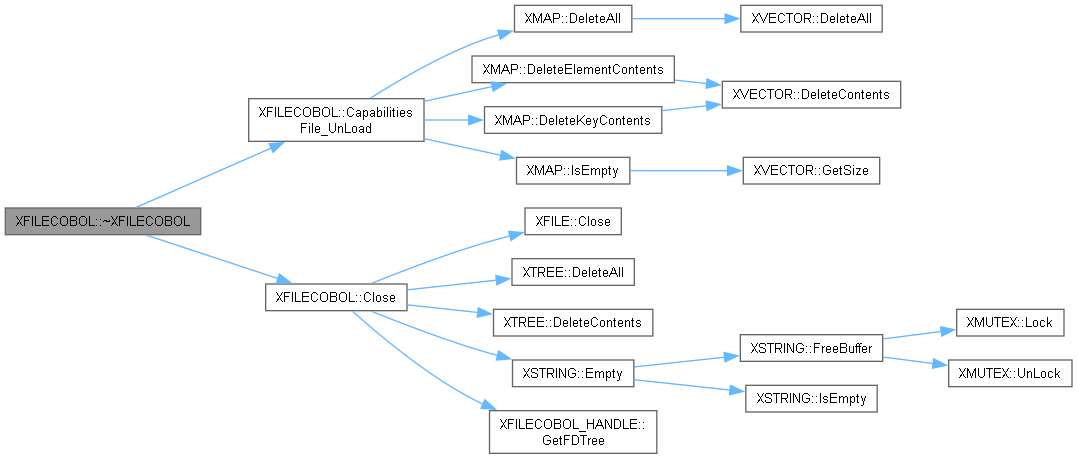 XFILECOBOL::~XFILECOBOL
XFILECOBOL::Capabilities
File_UnLoad
XMAP::DeleteAll
XVECTOR::DeleteAll
XMAP::DeleteElementContents
XVECTOR::DeleteContents
XMAP::DeleteKeyContents
XMAP::IsEmpty
XVECTOR::GetSize
XFILECOBOL::Close
XFILE::Close
XTREE::DeleteAll
XTREE::DeleteContents
XSTRING::Empty
XSTRING::FreeBuffer
XMUTEX::Lock
XMUTEX::UnLock
XSTRING::IsEmpty
XFILECOBOL_HANDLE::
GetFDTree